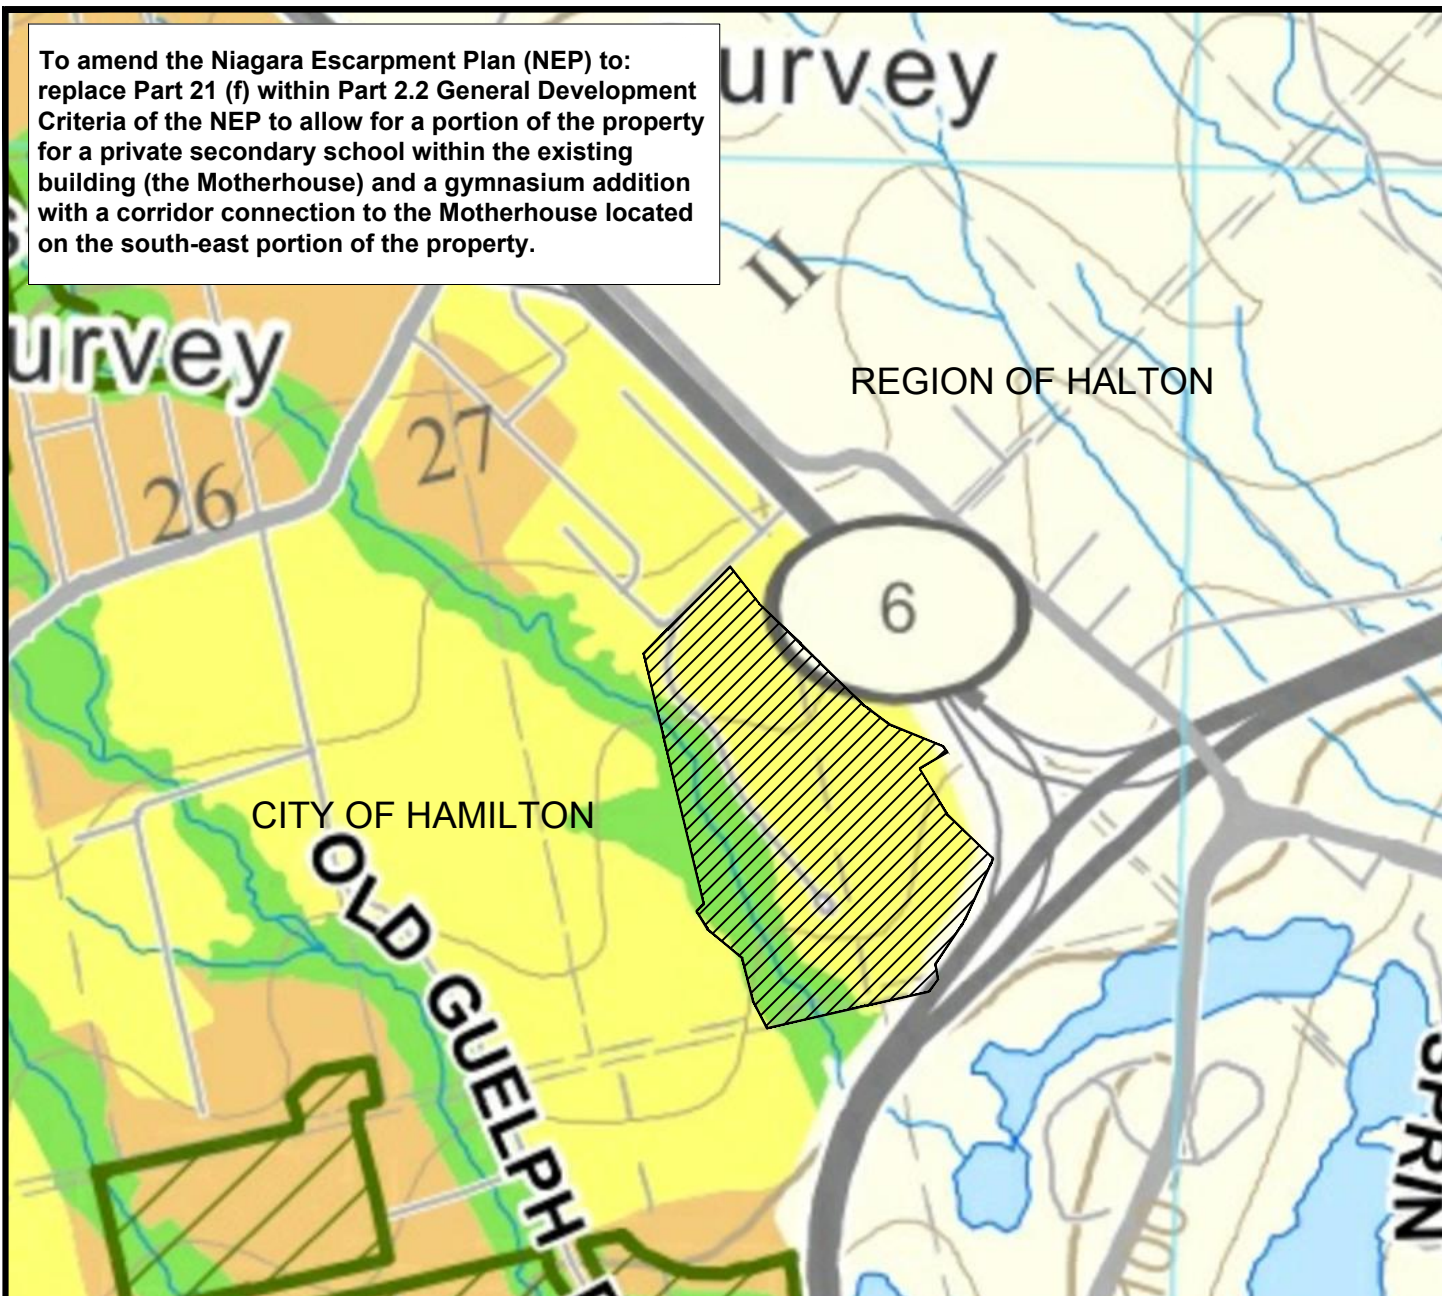 To amend the Niagara Escarpment Plan (NEP) to:
replace Part 21 (f) within Part 2.2 General Development
Criteria of the NEP to allow for a portion of the property
for a private secondary school within the existing
building (the Motherhouse) and a gymnasium addition
with a corridor connection to the Motherhouse located
on the south-east portion of the property.
urvey
II
urvey
REGION OF HALTON
27
26
6
CITY OF HAMILTON
OLD GUELPH
SPRIN
100